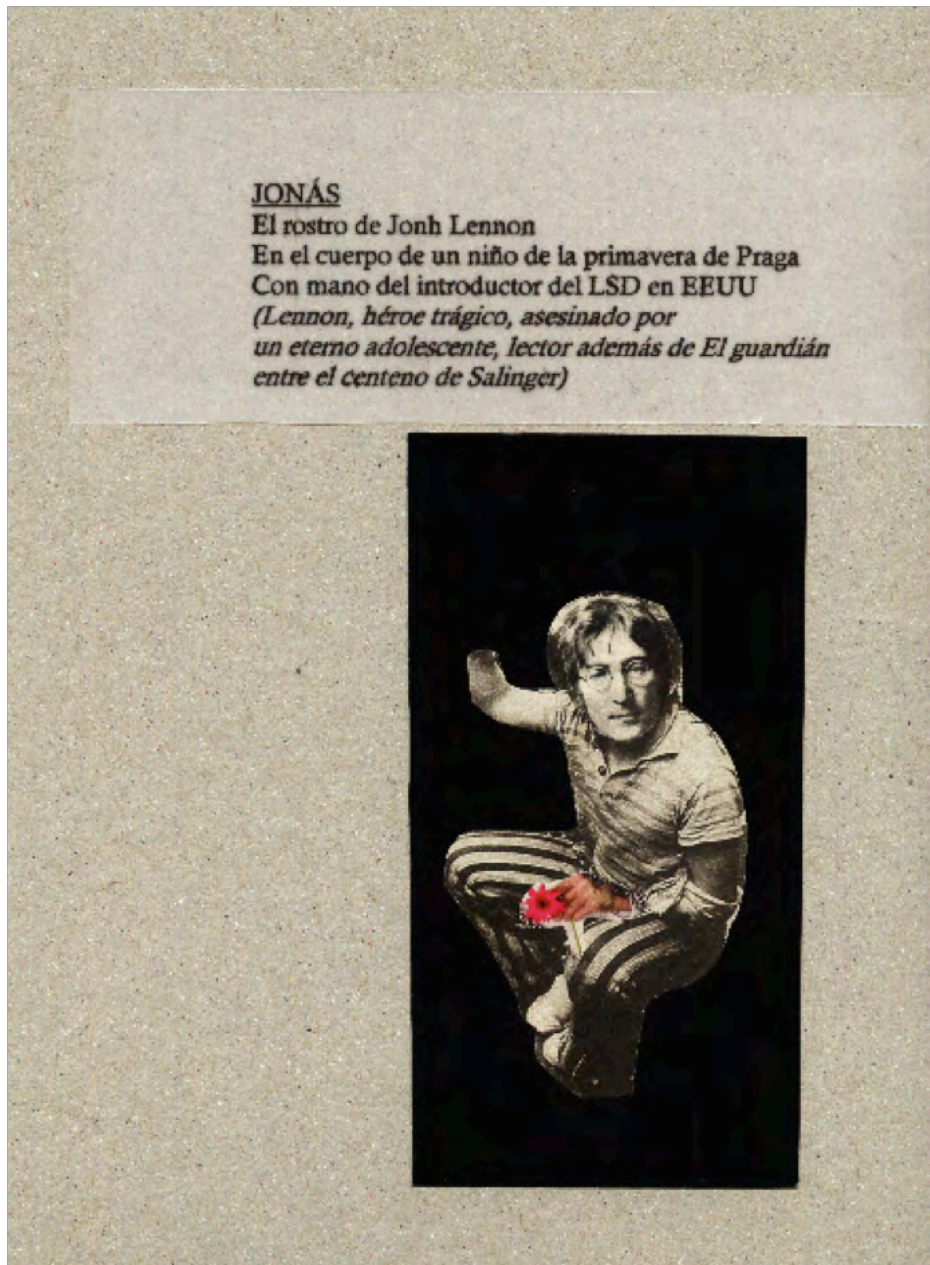 JONÁS
El rostro de Jonh Lennon
En el cuerpo de un niño de la primavera de Praga
Con mano del introductor del LSD en EEUU
(Lennon, héroe trágico, asesinado por
un eterno adolescente, lector además de El guardián
entre el centeno de Salinger)